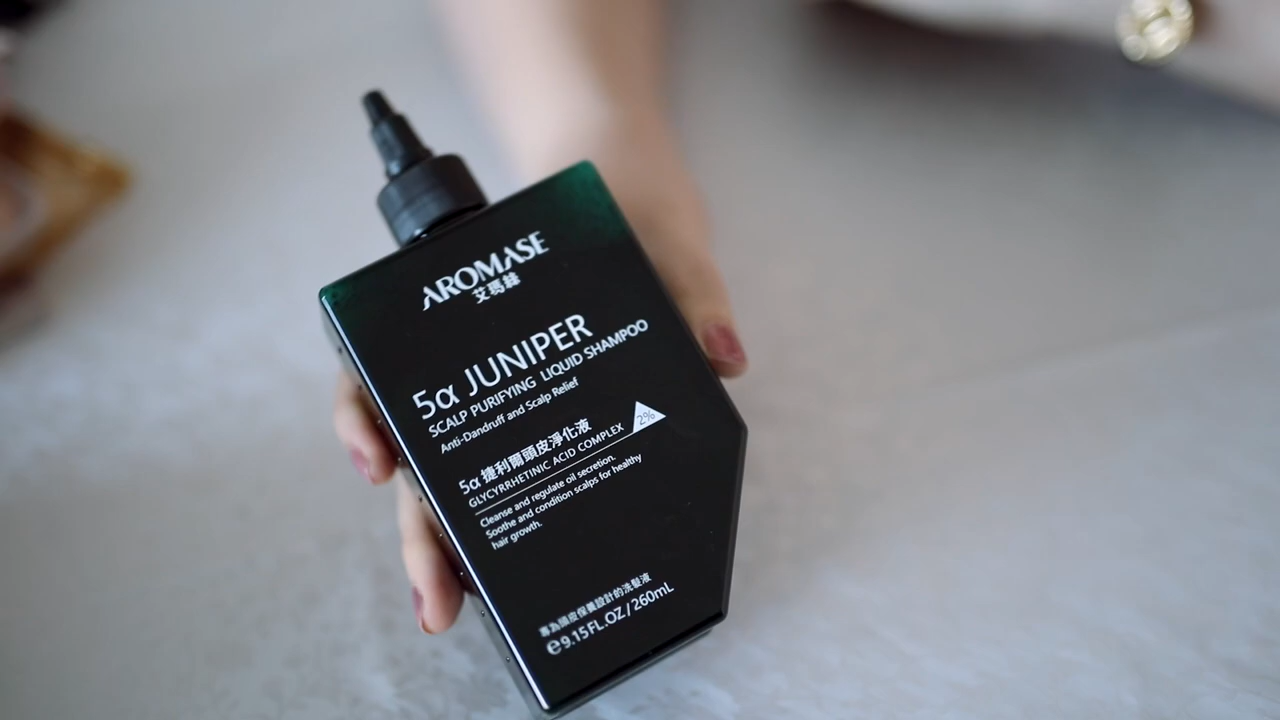 AROMASE
艾瑪絲
5α JUNIPER
SCALP PURIFYING LIQUID SHAMPOO
Anti-Dandruff and Scalp Relief
5α捷利爾頭皮淨化液
GLYCYRRHETINIC ACID COMPLEX 2%
Cleanse and regulate oil secretion.
Soothe and condition scalps for healthy
hair growth.
專為頭皮保養設計的洗髮液
℮9.15FL.OZ/260mL